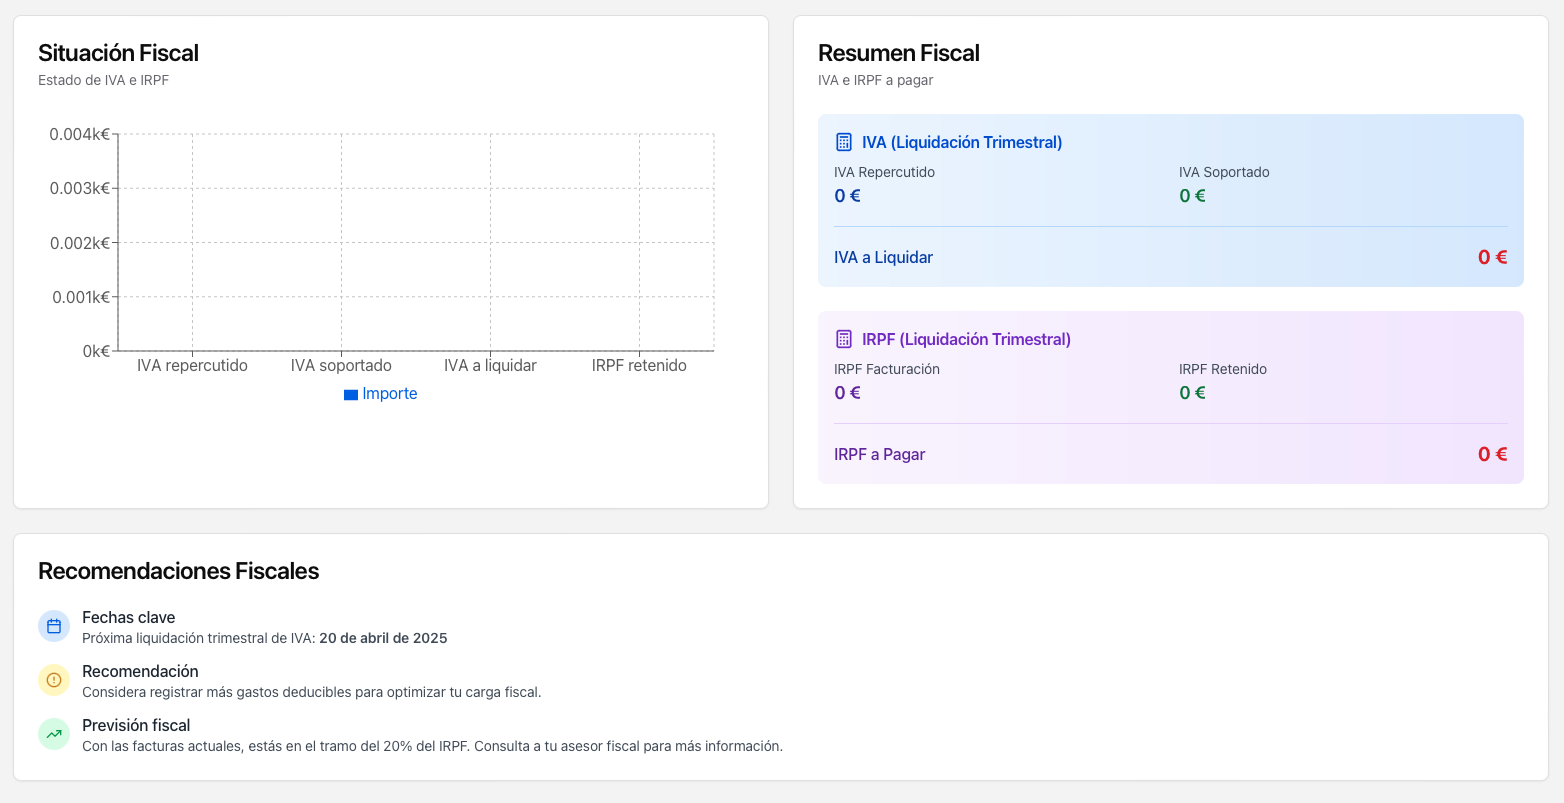 Situación Fiscal
Estado de IVA e IRPF
0.004k€
0.003k€
0.002k€
0.001k€
0k€
IVA repercutido IVA soportado IVA a liquidar IRPF retenido
Importe
Resumen Fiscal
IVA e IRPF a pagar
IVA (Liquidación Trimestral)
IVA Repercutido IVA Soportado
0 € 0 €
IVA a Liquidar 0 €
IRPF (Liquidación Trimestral)
IRPF Facturación IRPF Retenido
0 € 0 €
IRPF a Pagar 0 €
Recomendaciones Fiscales
Fechas clave
Próxima liquidación trimestral de IVA: 20 de abril de 2025
Recomendación
Considera registrar más gastos deducibles para optimizar tu carga fiscal.
Previsión fiscal
Con las facturas actuales, estás en el tramo del 20% del IRPF. Consulta a tu asesor fiscal para más información.